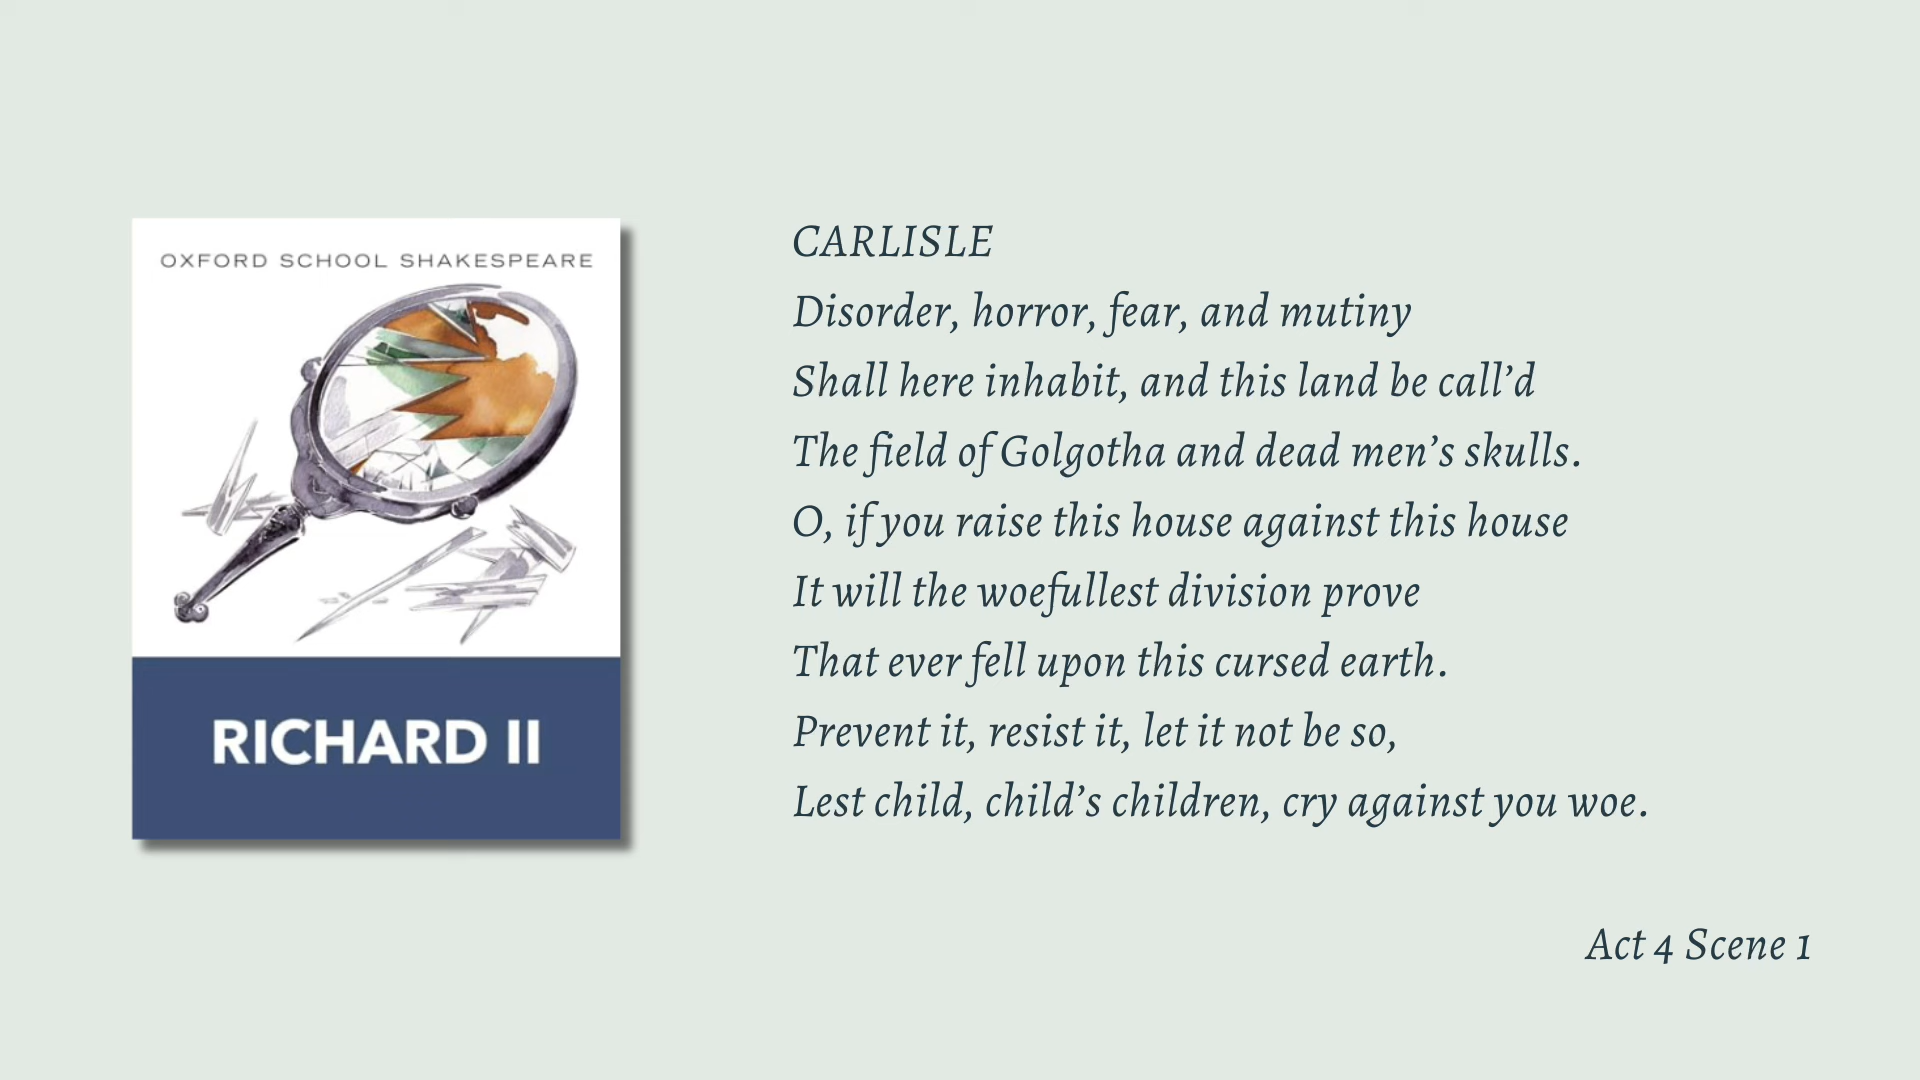 OXFORD SCHOOL SHAKESPEARE
RICHARD II
CARLISLE
Disorder, horror, fear, and mutiny
Shall here inhabit, and this land be call’d
The field of Golgotha and dead men’s skulls.
O, if you raise this house against this house
It will the woefullest division prove
That ever fell upon this cursed earth.
Prevent it, resist it, let it not be so,
Lest child, child’s children, cry against you woe.
Act 4 Scene 1